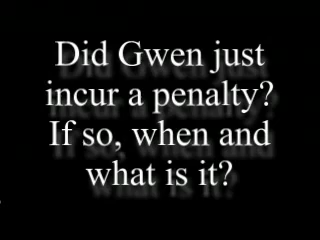 Did Gwen just
incur a penalty?
If so, when and
what is it?